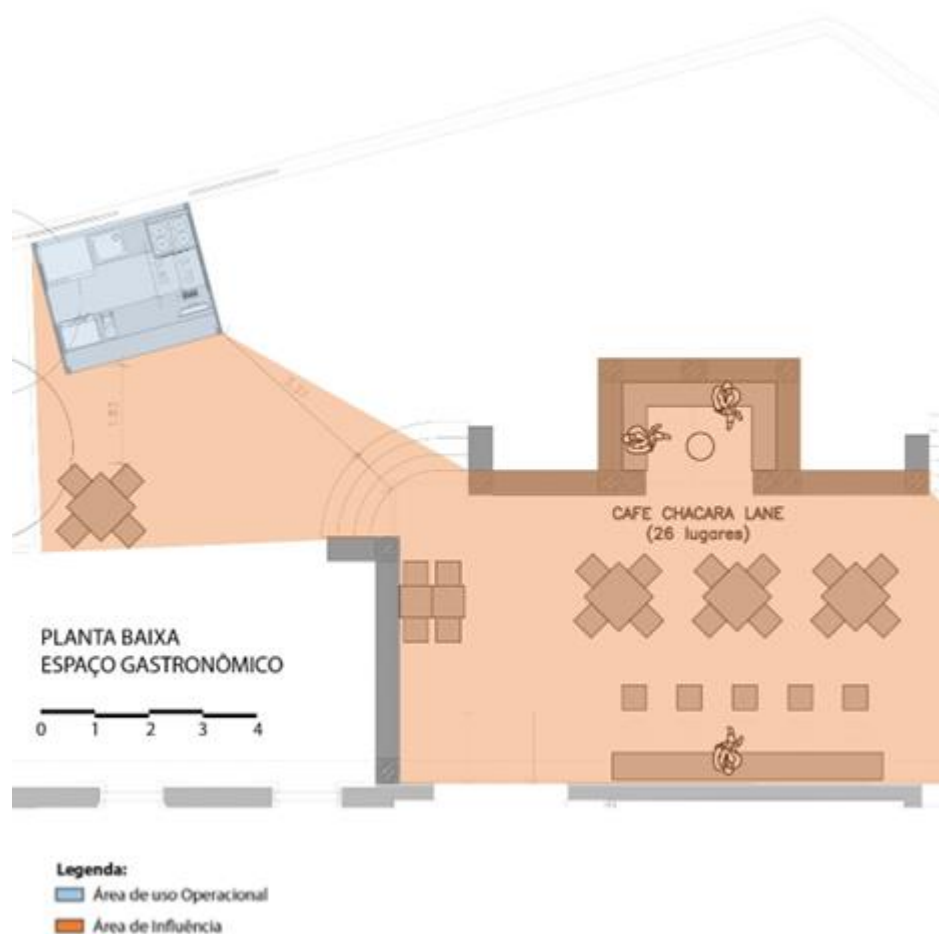 CAFE CHACARA LANE
(26 lugares)
PLANTA BAIXA
ESPAÇO GASTRONÔMICO
0 1 2 3 4
Legenda:
Área de uso Operacional
Área de Influência